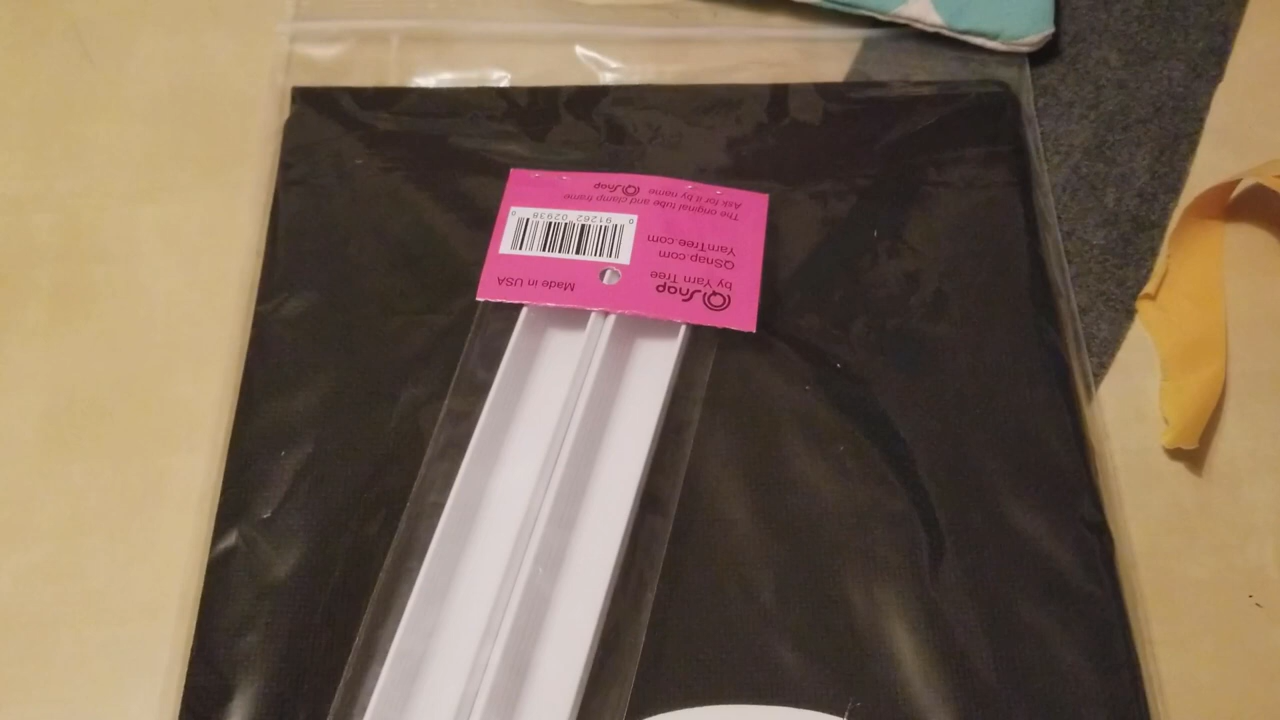 QSnap
by Yarn Tree
QSnap.com
YarnTree.com
Made in USA
0 91262 02938 0
The original tube and clamp frame
Ask for it by name QSnap